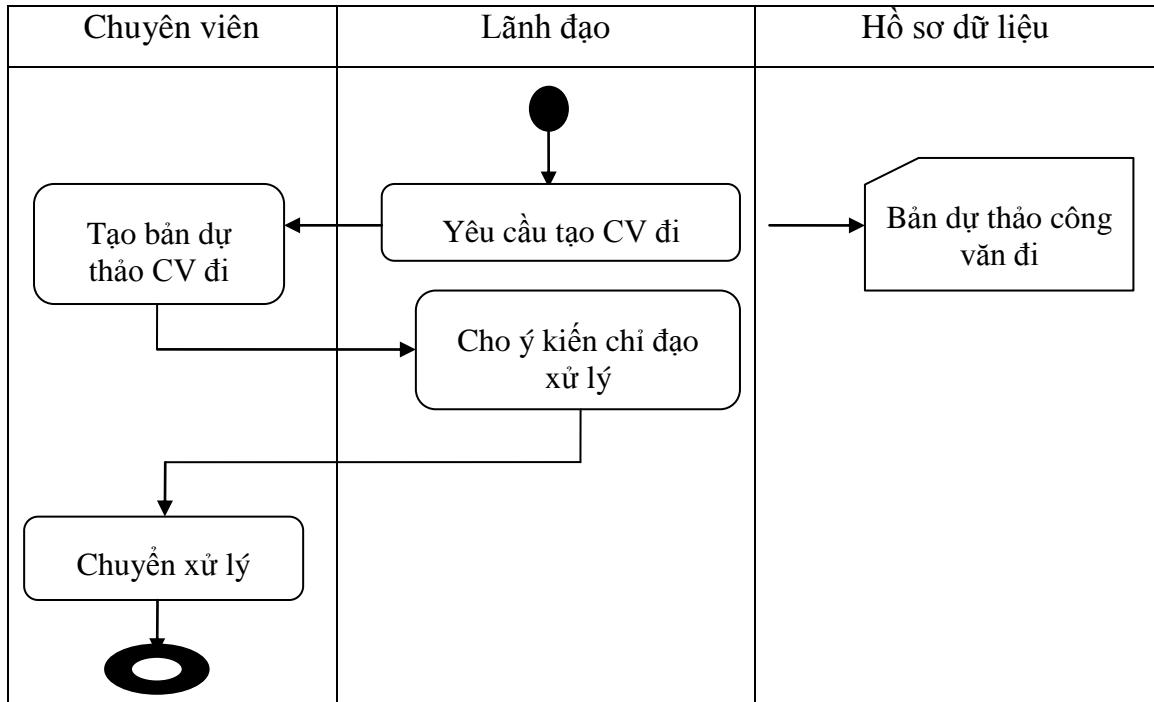 Chuyên viên
Lãnh đạo
Hồ sơ dữ liệu
Yêu cầu tạo CV đi
Tạo bản dự
thảo CV đi
Bản dự thảo công
văn đi
Cho ý kiến chỉ đạo
xử lý
Chuyển xử lý